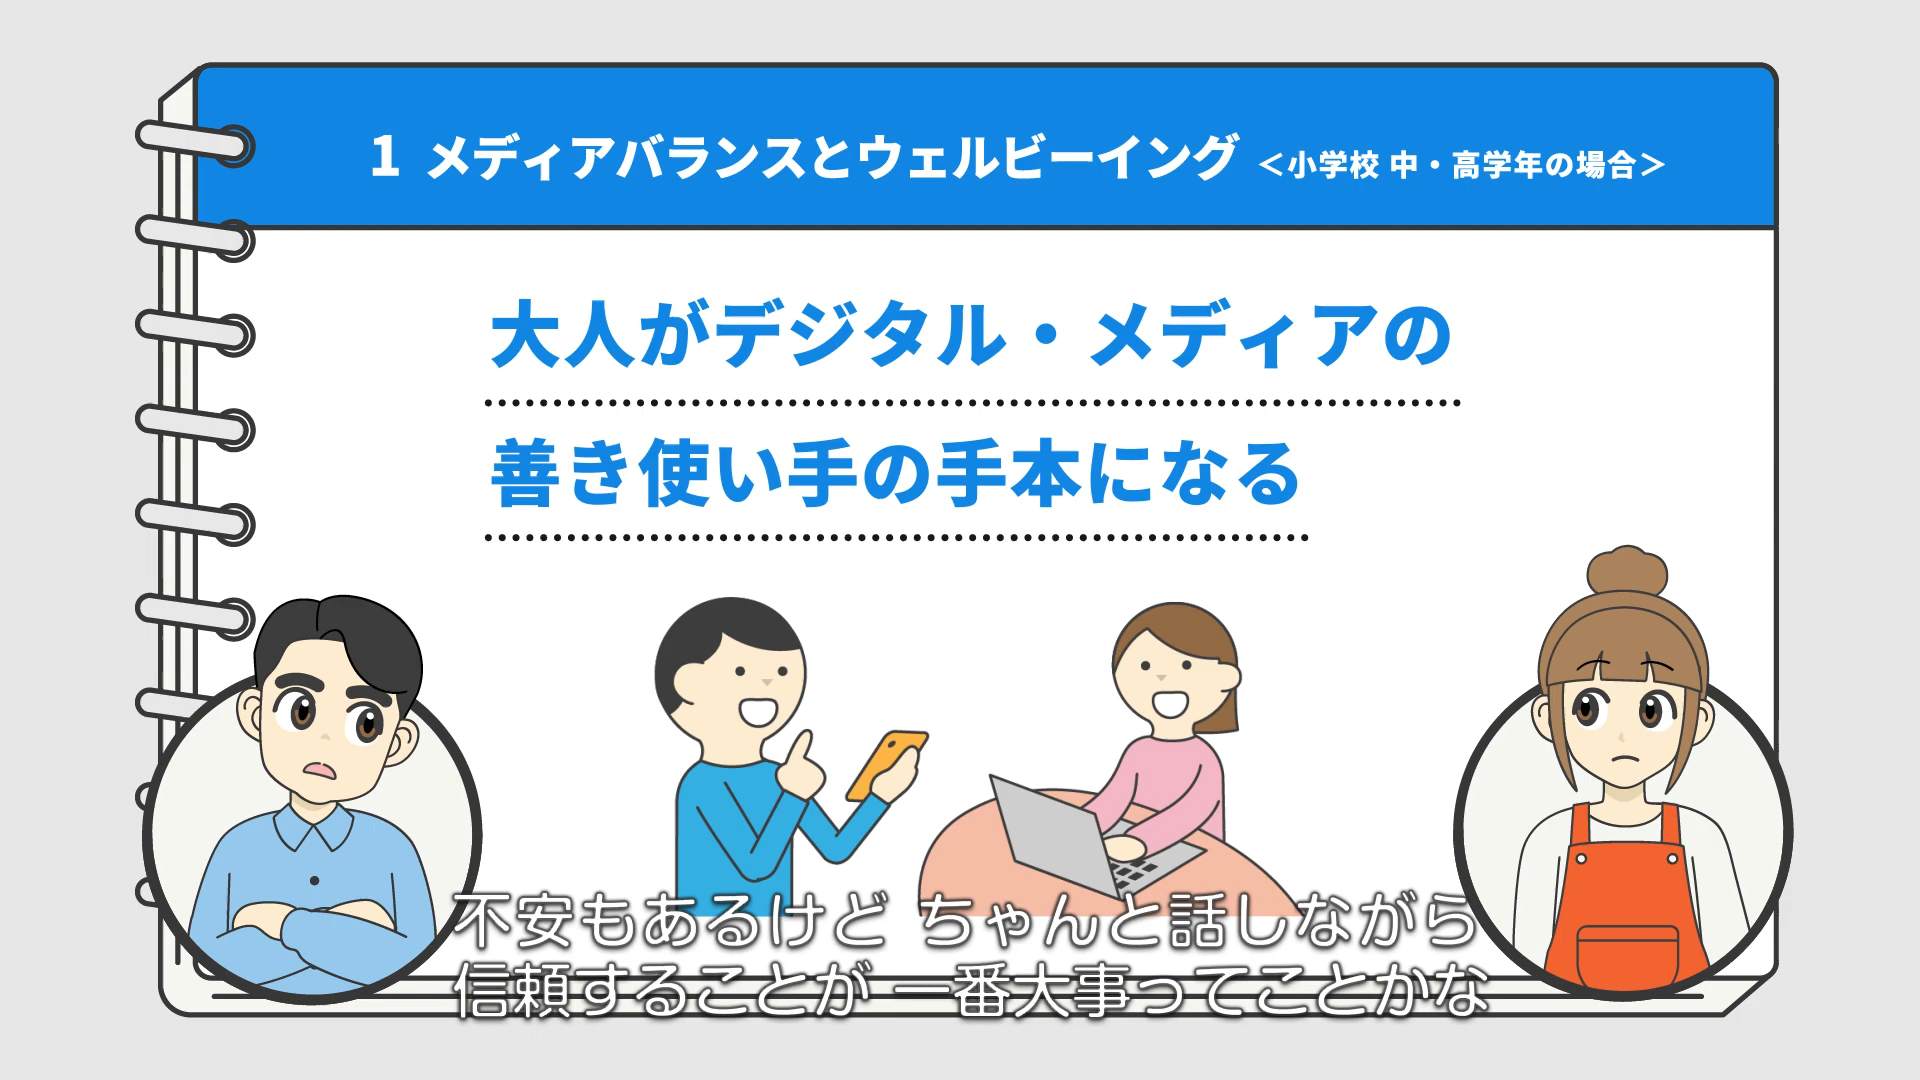 1 メディアバランスとウェルビーイング ＜小学校 中・高学年の場合＞
大人がデジタル・メディアの
善き使い手の手本になる
不安もあるけど ちゃんと話しながら
信頼することが 一番大事ってことかな